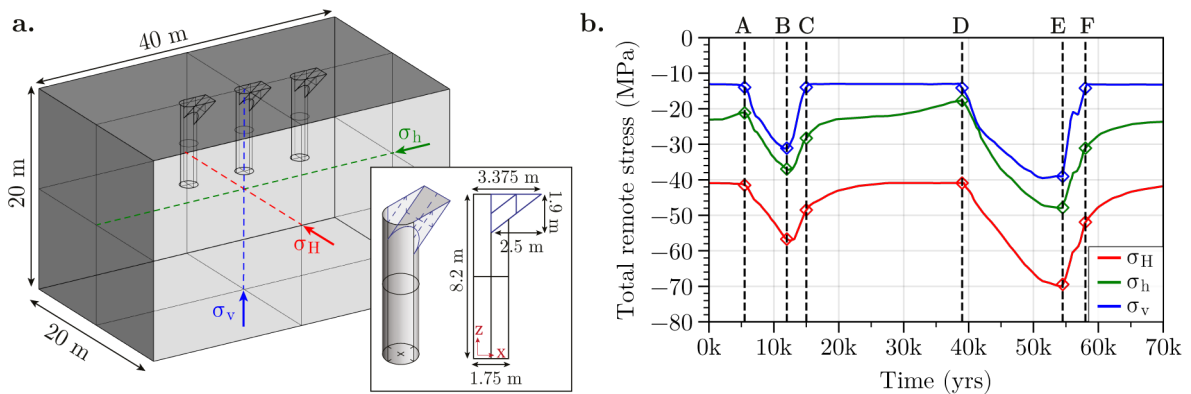 a.
40 m
20 m
20 m
σh
σH
σv
3.375 m
1.9 m
2.5 m
8.2 m
z
x
1.75 m
b.
A B C D E F
Total remote stress (MPa)
0
−10
−20
−30
−40
−50
−60
−70
−80
0k 10k 20k 30k 40k 50k 60k 70k
Time (yrs)
σH
σh
σv